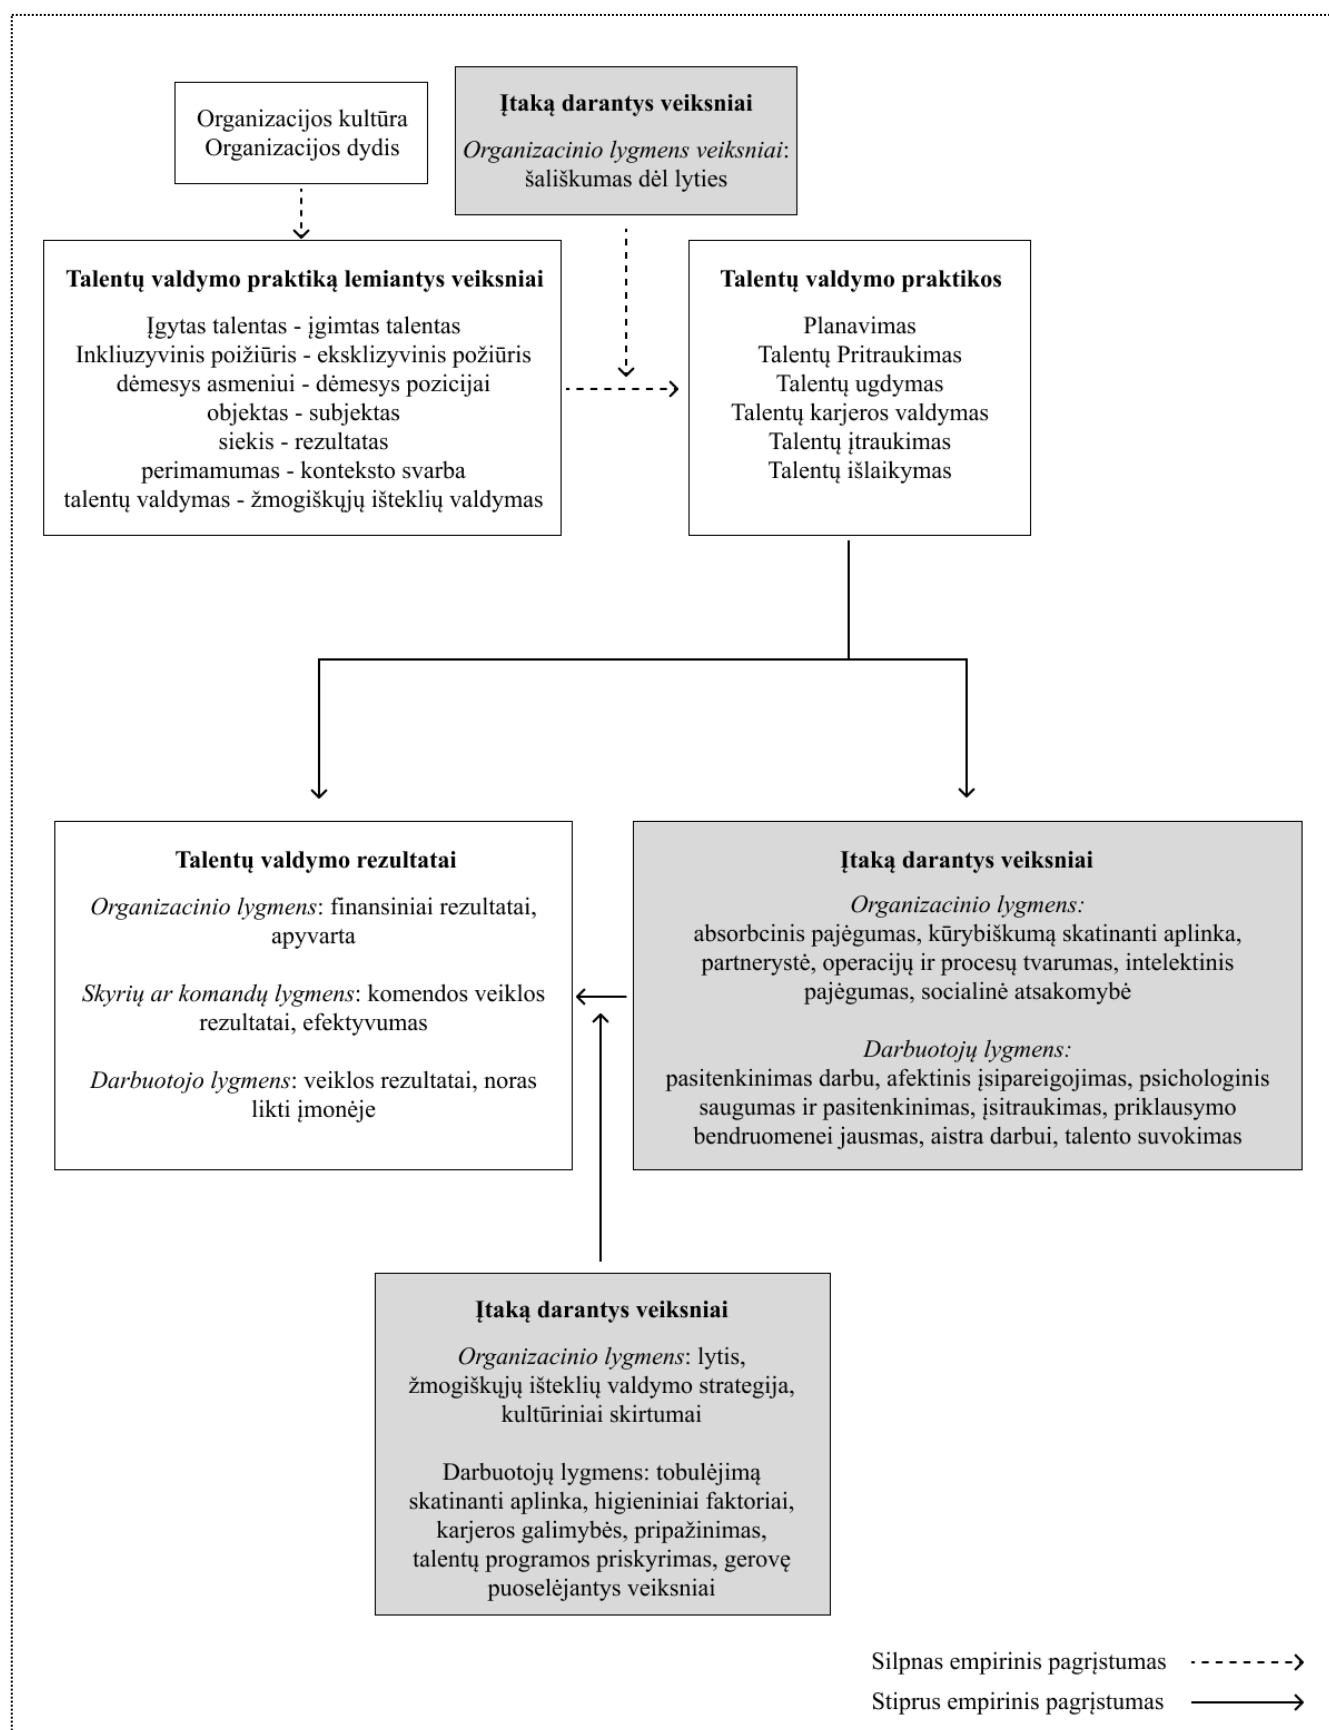 Organizacijos kultūra
Organizacijos dydis
Įtaką darantys veiksniai
Organizacinio lygmens veiksniai:
šališkumas dėl lyties
Talentų valdymo praktiką lemiantys veiksniai
Įgytas talentas - įgimtas talentas
Inkliuzyvinis poižiūris - eksklizyvinis požiūris
dėmesys asmeniui - dėmesys pozicijai
objektas - subjektas
siekis - rezultatas
perimamumas - konteksto svarba
talentų valdymas - žmogiškųjų išteklių valdymas
Talentų valdymo praktikos
Planavimas
Talentų Pritraukimas
Talentų ugdymas
Talentų karjeros valdymas
Talentų įtraukimas
Talentų išlaikymas
Talentų valdymo rezultatai
Organizacinio lygmens: finansiniai rezultatai,
apyvarta
Skyrių ar komandų lygmens: komendos veiklos
rezultatai, efektyvumas
Darbuotojo lygmens: veiklos rezultatai, noras
likti įmonėje
Įtaką darantys veiksniai
Organizacinio lygmens:
absorbcinis pajėgumas, kūrybiškumą skatinanti aplinka,
partnerystė, operacijų ir procesų tvarumas, intelektinis
pajėgumas, socialinė atsakomybė
Darbuotojų lygmens:
pasitenkinimas darbu, afektinis įsipareigojimas, psichologinis
saugumas ir pasitenkinimas, įsitraukimas, priklausymo
bendruomenei jausmas, aistra darbui, talento suvokimas
Įtaką darantys veiksniai
Organizacinio lygmens: lytis,
žmogiškųjų išteklių valdymo strategija,
kultūriniai skirtumai
Darbuotojų lygmens: tobulėjimą
skatinanti aplinka, higieniniai faktoriai,
karjeros galimybės, pripažinimas,
talentų programos priskyrimas, gerovę
puoselėjantys veiksniai
Silpnas empirinis pagrįstumas
Stiprus empirinis pagrįstumas